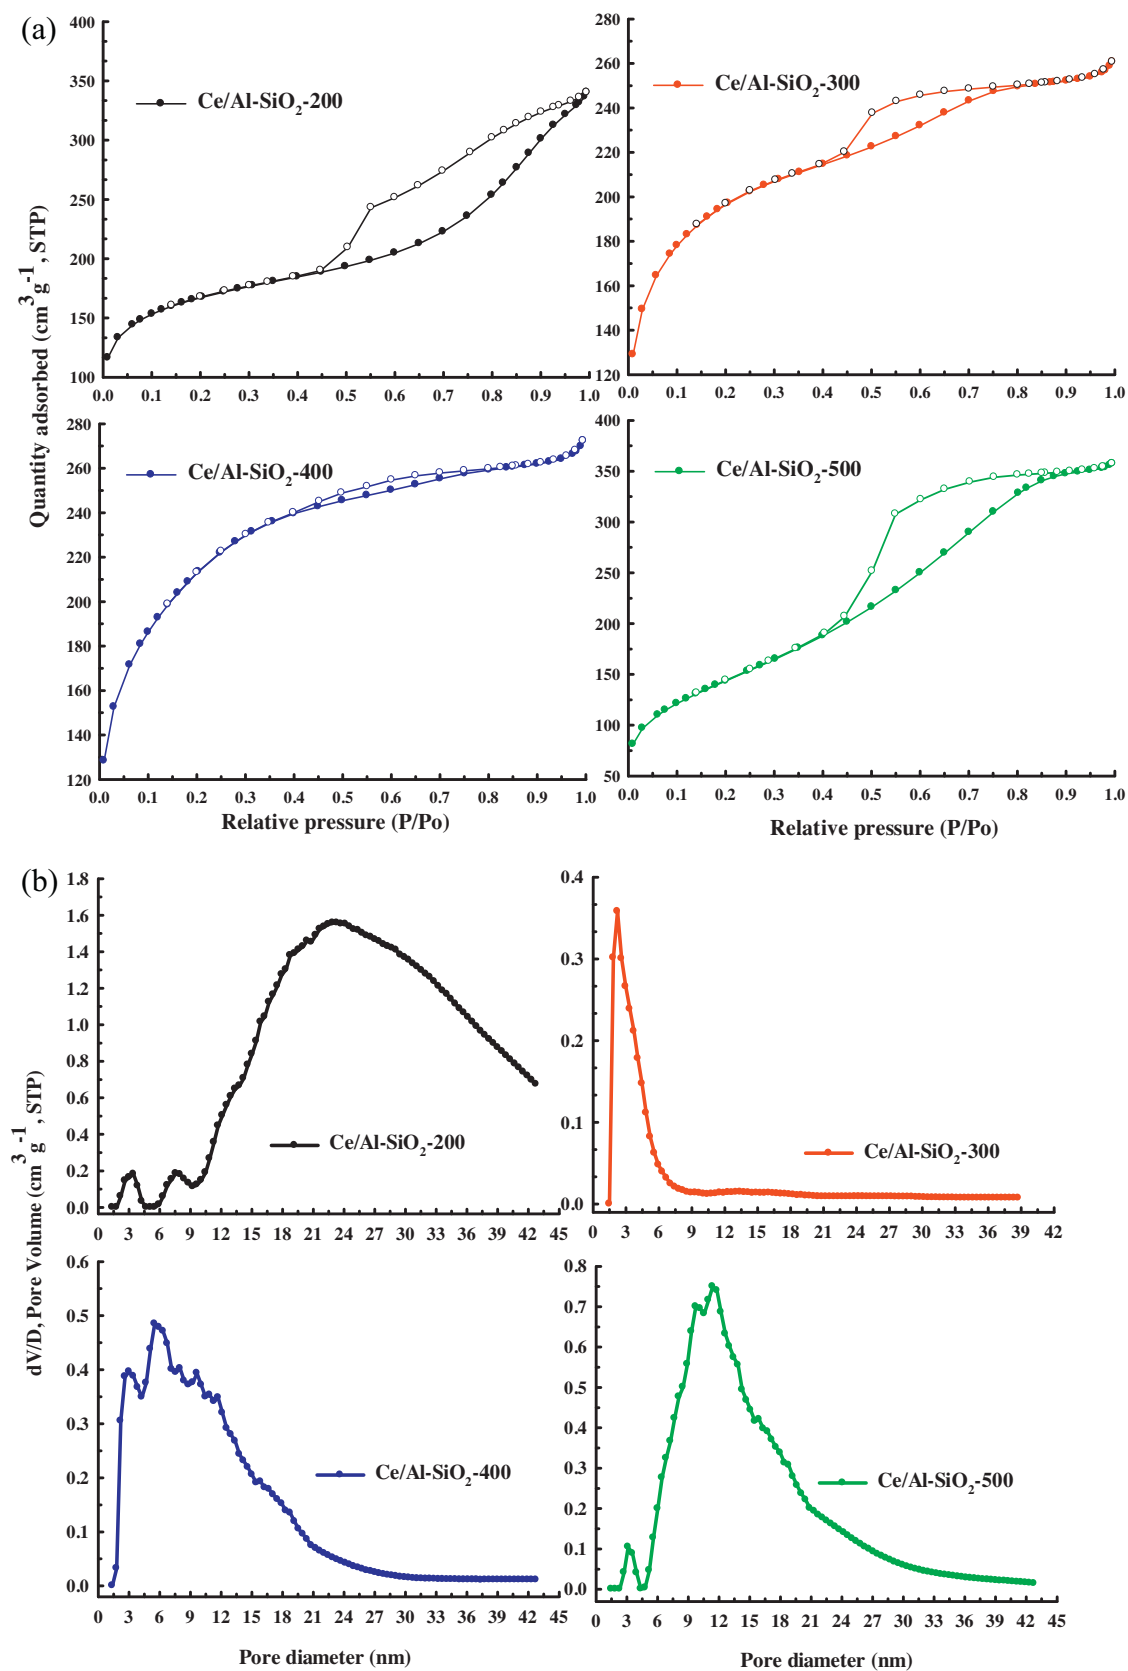 (a)
Quantity adsorbed (cm3 g-1, STP)
400
350
300
250
200
150
100
Ce/Al-SiO2-200
0.0 0.1 0.2 0.3 0.4 0.5 0.6 0.7 0.8 0.9 1.0
280
260
240
220
200
180
160
140
120
Ce/Al-SiO2-300
0.0 0.1 0.2 0.3 0.4 0.5 0.6 0.7 0.8 0.9 1.0
280
260
240
220
200
180
160
140
120
Ce/Al-SiO2-400
0.0 0.1 0.2 0.3 0.4 0.5 0.6 0.7 0.8 0.9 1.0
Relative pressure (P/Po)
400
350
300
250
200
150
100
50
Ce/Al-SiO2-500
0.0 0.1 0.2 0.3 0.4 0.5 0.6 0.7 0.8 0.9 1.0
Relative pressure (P/Po)
(b)
dV/D, Pore Volume (cm3 g-1, STP)
1.8
1.6
1.4
1.2
1.0
0.8
0.6
0.4
0.2
0.0
Ce/Al-SiO2-200
0 3 6 9 12 15 18 21 24 27 30 33 36 39 42 45
0.4
0.3
0.2
0.1
0.0
Ce/Al-SiO2-300
0 3 6 9 12 15 18 21 24 27 30 33 36 39 42
0.6
0.5
0.4
0.3
0.2
0.1
0.0
Ce/Al-SiO2-400
0 3 6 9 12 15 18 21 24 27 30 33 36 39 42 45
Pore diameter (nm)
0.8
0.7
0.6
0.5
0.4
0.3
0.2
0.1
0.0
Ce/Al-SiO2-500
0 3 6 9 12 15 18 21 24 27 30 33 36 39 42 45
Pore diameter (nm)